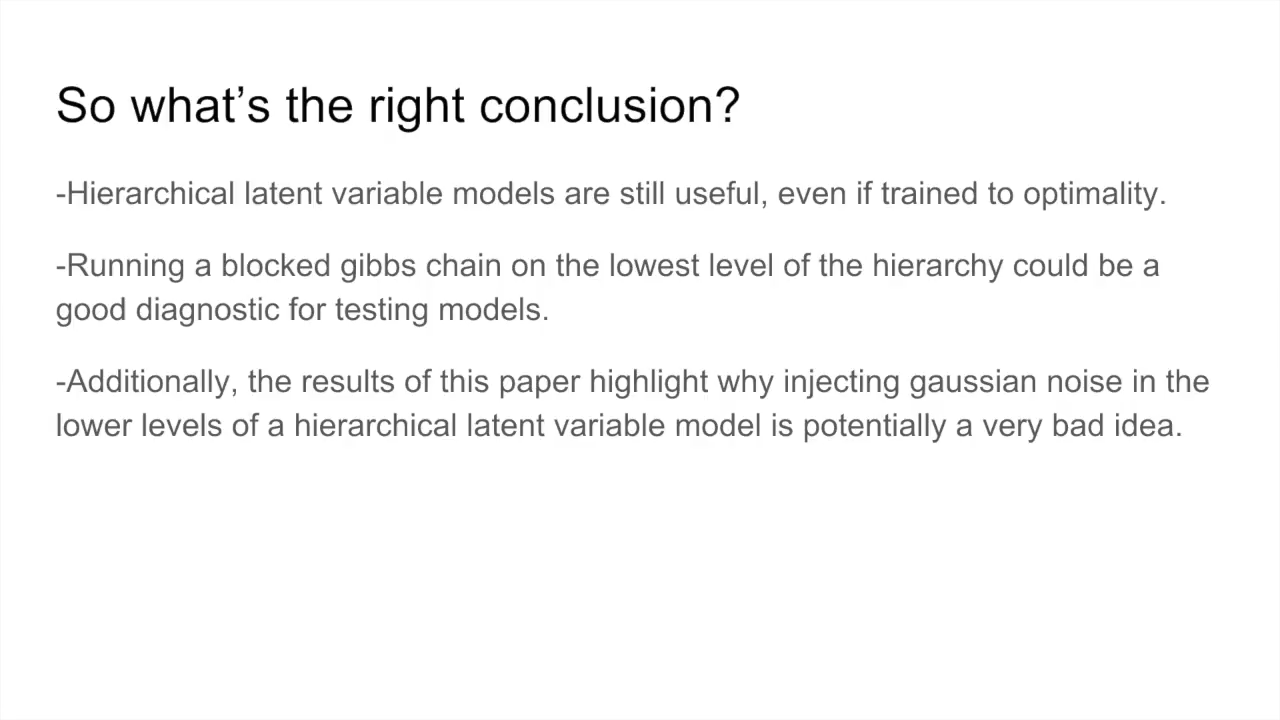 So what’s the right conclusion?
-Hierarchical latent variable models are still useful, even if trained to optimality.
-Running a blocked gibbs chain on the lowest level of the hierarchy could be a
good diagnostic for testing models.
-Additionally, the results of this paper highlight why injecting gaussian noise in the
lower levels of a hierarchical latent variable model is potentially a very bad idea.